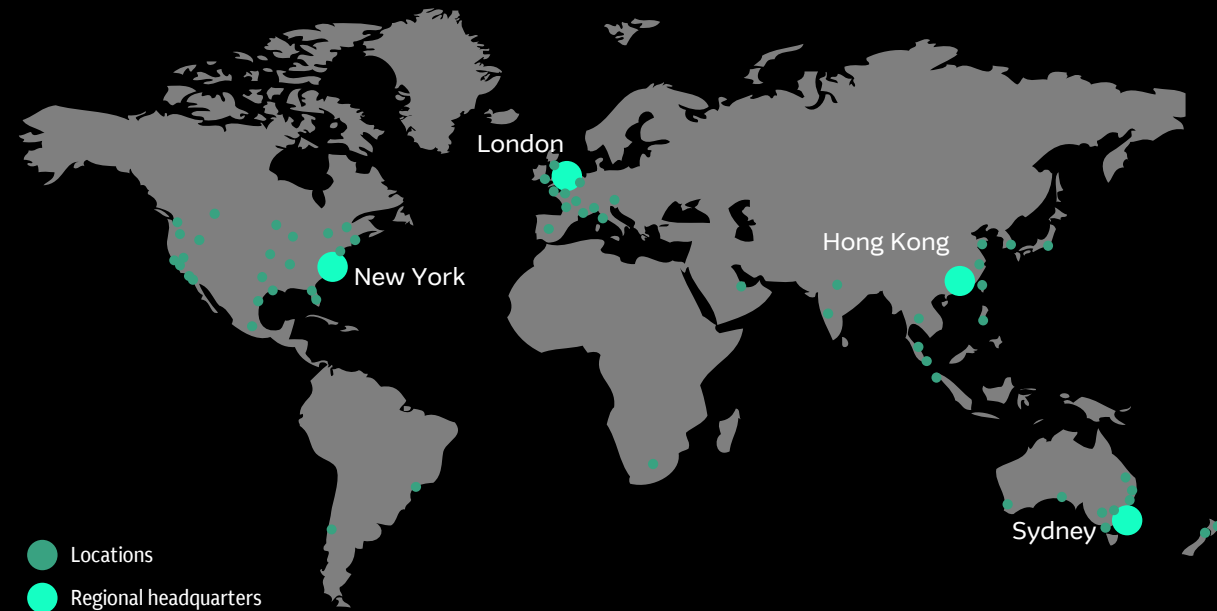 London
Hong Kong
New York
Sydney
Locations
Regional headquarters